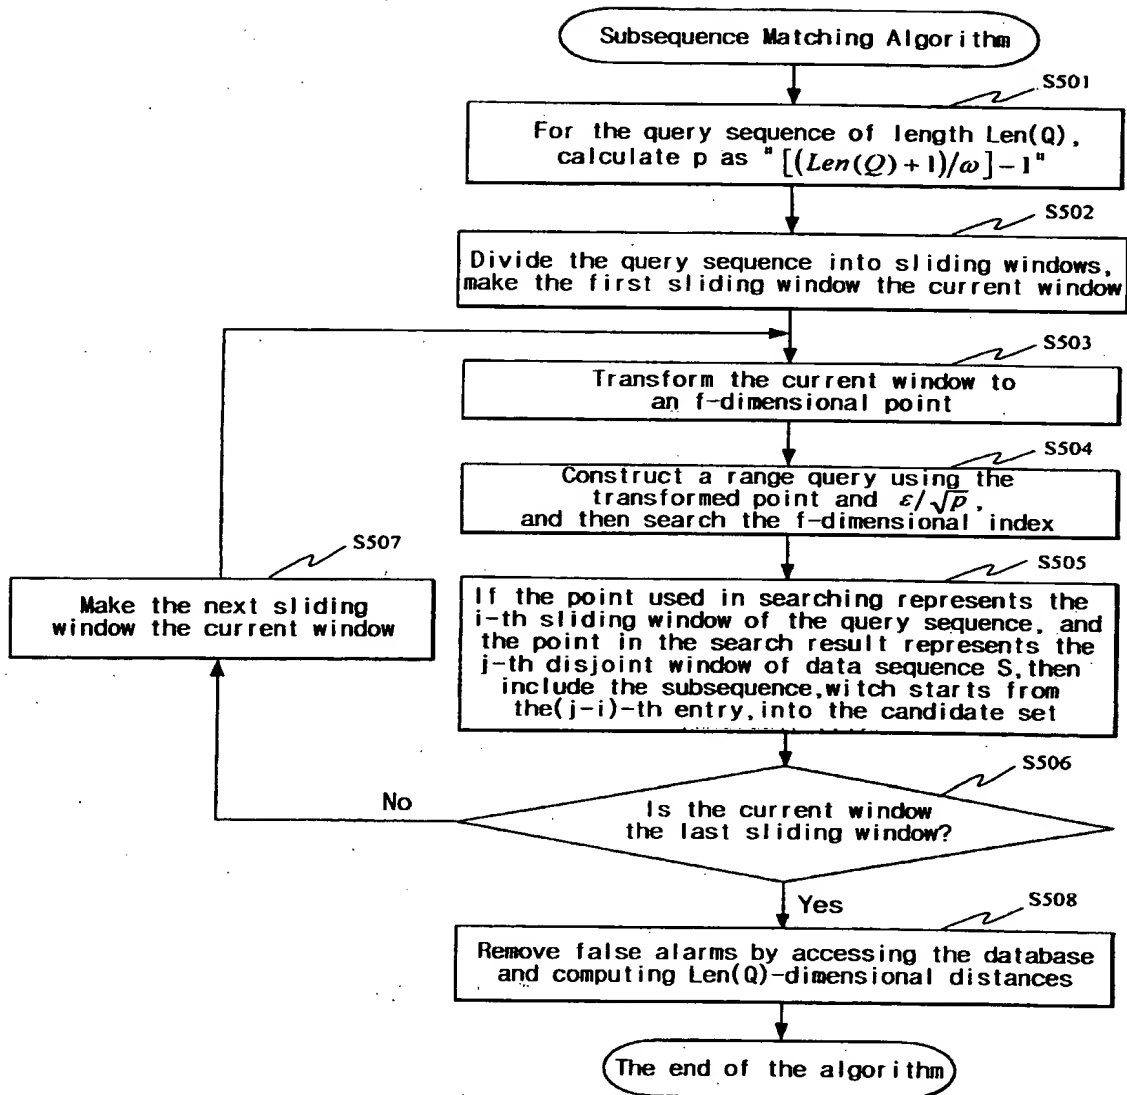 Subsequence Matching Algorithm
S501
For the query sequence of length Len(Q),
calculate p as "[(Len(Q)+1)/ω]-1"
S502
Divide the query sequence into sliding windows,
make the first sliding window the current window
S503
Transform the current window to
an f-dimensional point
S504
Construct a range query using the
transformed point and ε/√p,
and then search the f-dimensional index
S507
Make the next sliding
window the current window
S505
If the point used in searching represents the
i-th sliding window of the query sequence, and
the point in the search result represents the
j-th disjoint window of data sequence S, then
include the subsequence, witch starts from
the(j-i)-th entry, into the candidate set
S506
No
Is the current window
the last sliding window?
Yes
S508
Remove false alarms by accessing the database
and computing Len(Q)-dimensional distances
The end of the algorithm